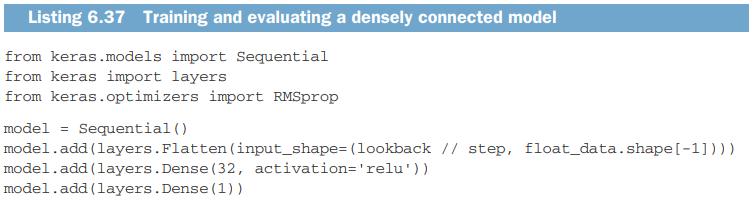 Listing 6.37 Training and evaluating a densely connected model
from keras.models import Sequential
from keras import layers
from keras.optimizers import RMSprop
model = Sequential()
model.add(layers.Flatten(input_shape=(lookback // step, float_data.shape[-1])))
model.add(layers.Dense(32, activation='relu'))
model.add(layers.Dense(1))